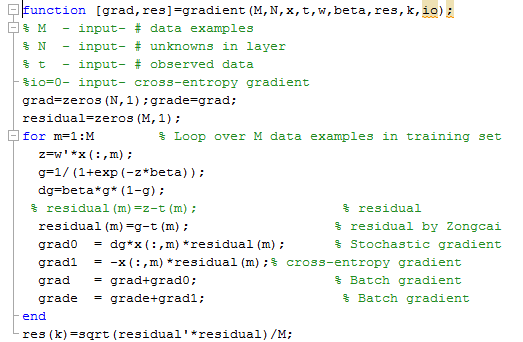 function [grad,res]=gradient(M,N,x,t,w,beta,res,k,io);
% M  - input- # data examples
% N  - input- # unknowns in layer
% t  - input- # observed data
%io=0- input- cross-entropy gradient
grad=zeros(N,1);grade=grad;
residual=zeros(M,1);
for m=1:M        % Loop over M data examples in training set
z=w'*x(:,m);
g=1/(1+exp(-z*beta));
dg=beta*g*(1-g);
% residual(m)=z-t(m);                   % residual
residual(m)=g-t(m);                   % residual by Zongcai
grad0  = dg*x(:,m)*residual(m);       % Stochastic gradient
grad1  = -x(:,m)*residual(m);% cross-entropy gradient
grad   = grad+grad0;                  % Batch gradient
grade  = grade+grad1;                  % Batch gradient
end
res(k)=sqrt(residual'*residual)/M;